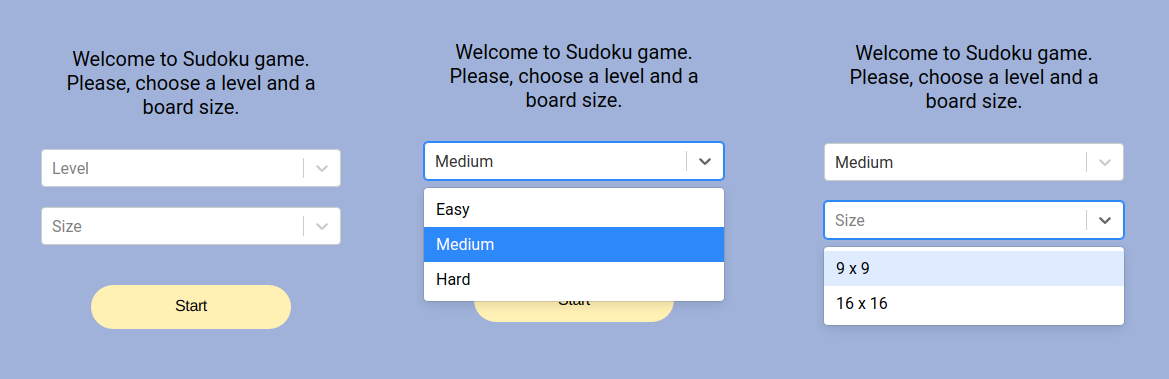 Welcome to Sudoku game.
Please, choose a level and a
board size.
Level
Size
Start
Welcome to Sudoku game.
Please, choose a level and a
board size.
Medium
Easy
Medium
Hard
Start
Welcome to Sudoku game.
Please, choose a level and a
board size.
Medium
Size
9 x 9
16 x 16